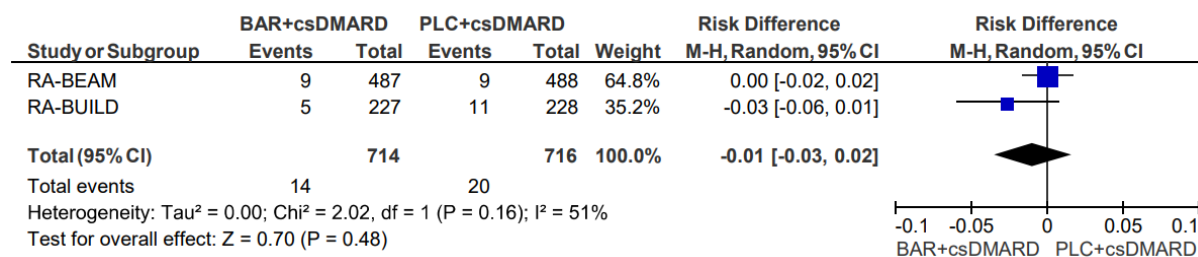 BAR+csDMARD PLC+csDMARD Risk Difference Risk Difference
Study or Subgroup Events Total Events Total Weight M-H, Random, 95% CI M-H, Random, 95% CI
RA-BEAM 9 487 9 488 64.8% 0.00 [-0.02, 0.02]
RA-BUILD 5 227 11 228 35.2% -0.03 [-0.06, 0.01]
Total (95% CI) 714 716 100.0% -0.01 [-0.03, 0.02]
Total events 14 20
Heterogeneity: Tau² = 0.00; Chi² = 2.02, df = 1 (P = 0.16); I² = 51%
Test for overall effect: Z = 0.70 (P = 0.48)
-0.1 -0.05 0 0.05 0.1
BAR+csDMARD PLC+csDMARD